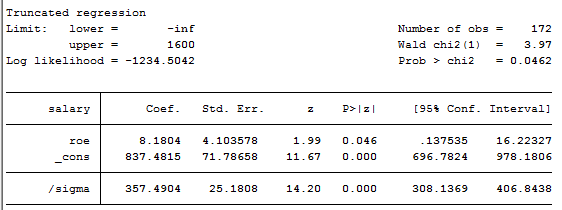 Truncated regression
Limit: lower = -inf Number of obs = 172
upper = 1600 Wald chi2(1) = 3.97
Log likelihood = -1234.5042 Prob > chi2 = 0.0462
salary Coef. Std. Err. z P>|z| [95% Conf. Interval]
roe 8.1804 4.103578 1.99 0.046 .137535 16.22327
_cons 837.4815 71.78658 11.67 0.000 696.7824 978.1806
/sigma 357.4904 25.1808 14.20 0.000 308.1369 406.8438